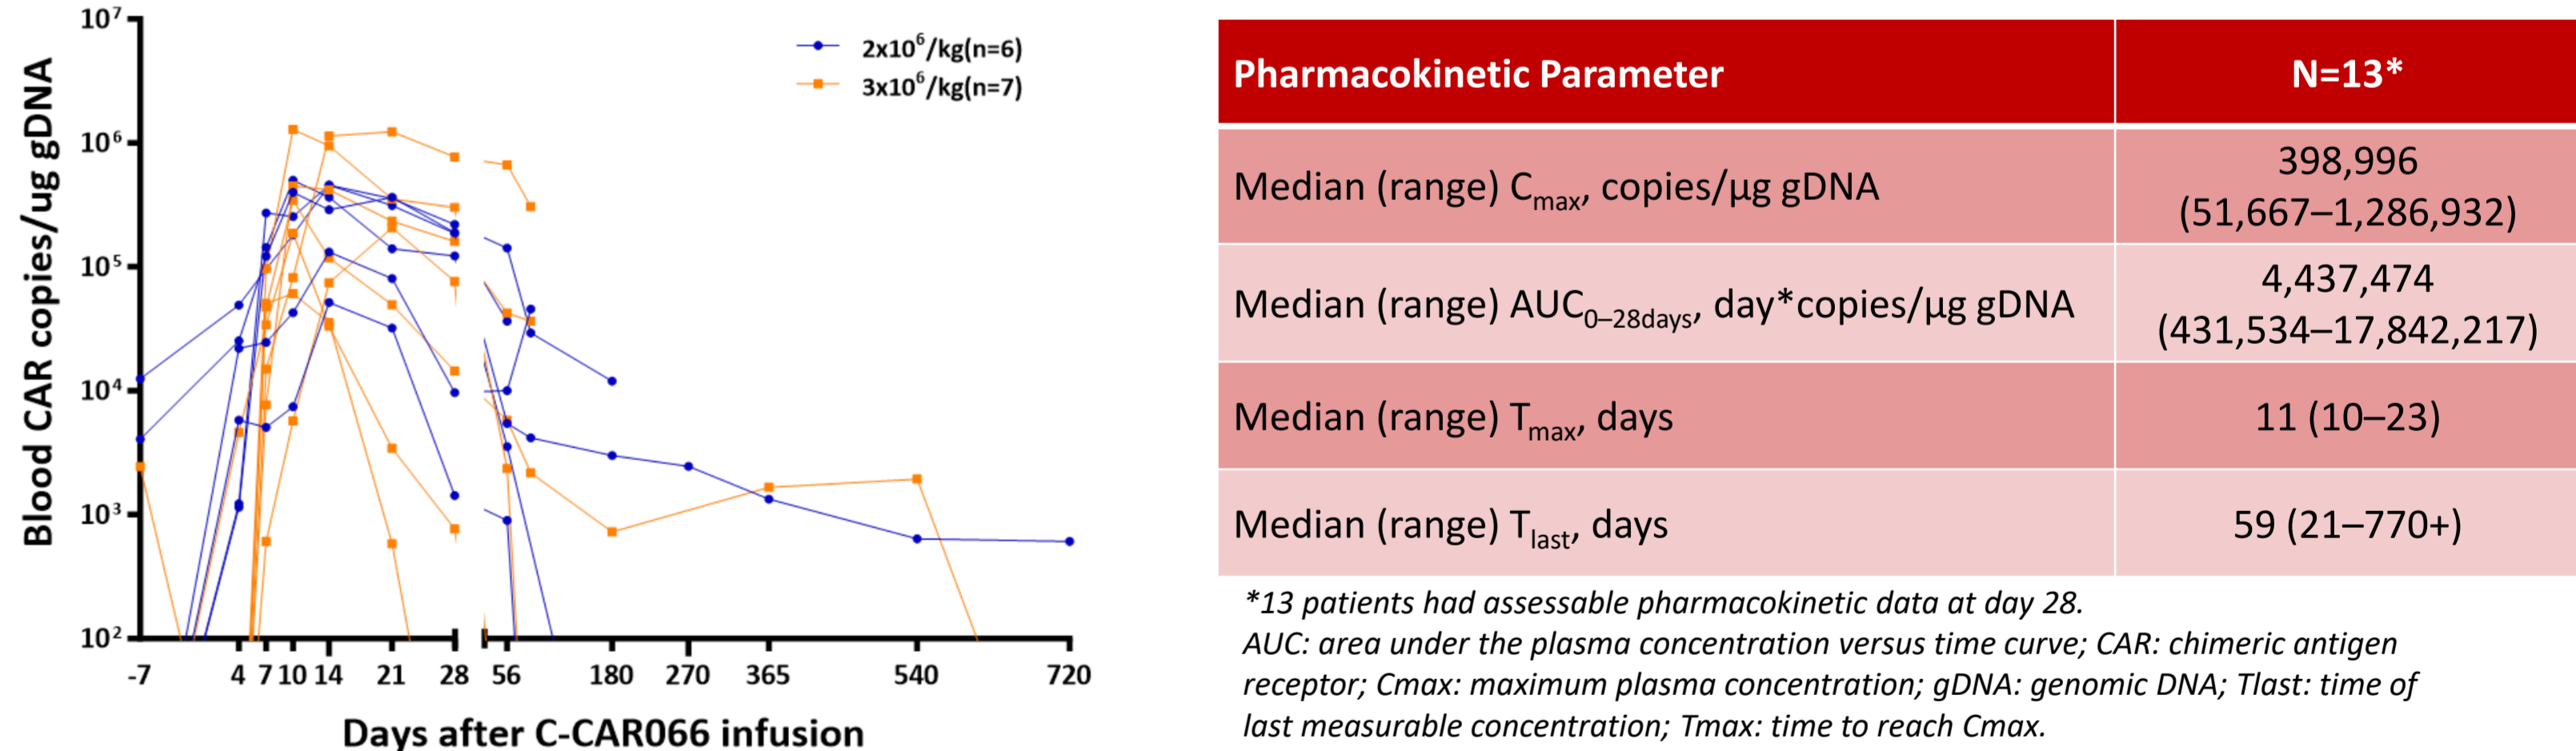 10⁷
10⁶
10⁵
10⁴
10³
10²
Blood CAR copies/ug gDNA
2x10⁶/kg(n=6)
3x10⁶/kg(n=7)
-7 4 7 10 14 21 28 56 180 270 365 540 720
Days after C-CAR066 infusion
Pharmacokinetic Parameter N=13*
Median (range) Cmax, copies/µg gDNA 398,996
(51,667–1,286,932)
Median (range) AUC0–28days, day*copies/µg gDNA 4,437,474
(431,534–17,842,217)
Median (range) Tmax, days 11 (10–23)
Median (range) Tlast, days 59 (21–770+)
*13 patients had assessable pharmacokinetic data at day 28.
AUC: area under the plasma concentration versus time curve; CAR: chimeric antigen
receptor; Cmax: maximum plasma concentration; gDNA: genomic DNA; Tlast: time of
last measurable concentration; Tmax: time to reach Cmax.